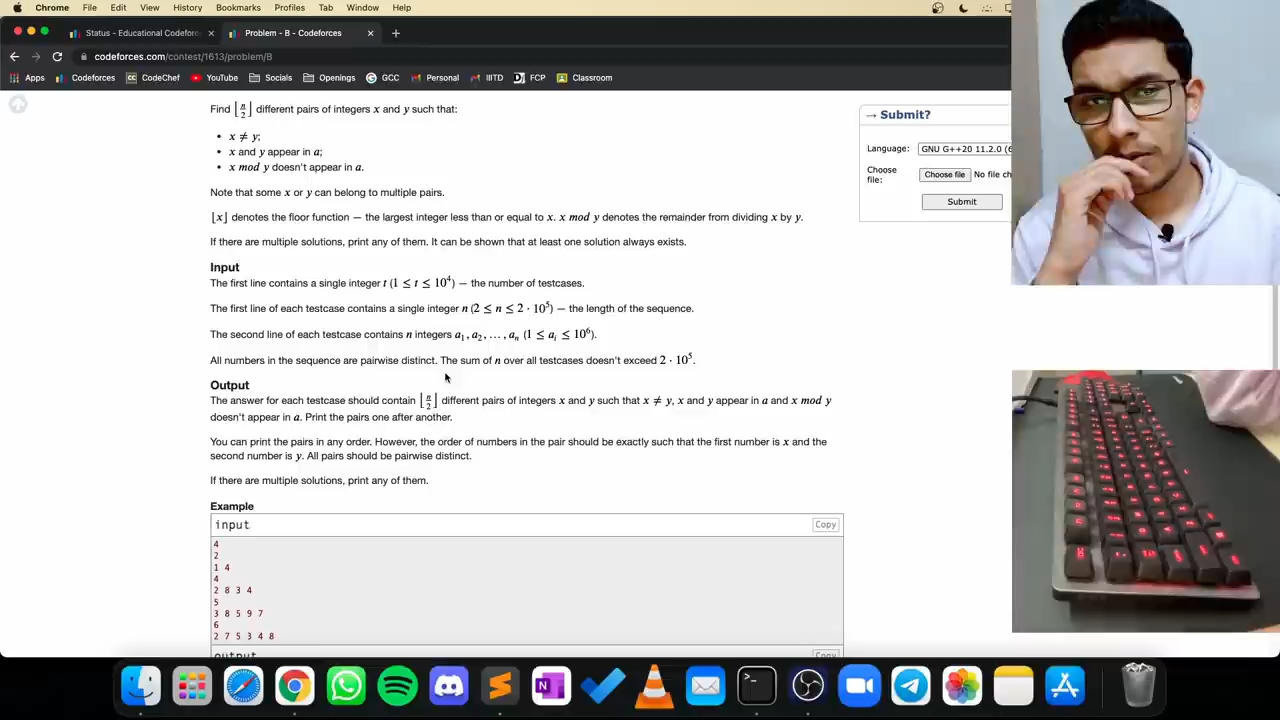 Chrome File Edit View History Bookmarks Profiles Tab Window Help
Status - Educational Codefor
Problem - B - Codeforces
codeforces.com/contest/1613/problem/B
Apps Codeforces CodeChef YouTube Socials Openings GCC Personal IIITD FCP Classroom
Find ⌊n/2⌋ different pairs of integers x and y such that:
• x ≠ y;
• x and y appear in a;
• x mod y doesn't appear in a.
Note that some x or y can belong to multiple pairs.
⌊x⌋ denotes the floor function — the largest integer less than or equal to x. x mod y denotes the remainder from dividing x by y.
If there are multiple solutions, print any of them. It can be shown that at least one solution always exists.
Input
The first line contains a single integer t (1 ≤ t ≤ 10⁴) — the number of testcases.
The first line of each testcase contains a single integer n (2 ≤ n ≤ 2 · 10⁵) — the length of the sequence.
The second line of each testcase contains n integers a₁, a₂, …, aₙ (1 ≤ aᵢ ≤ 10⁶).
All numbers in the sequence are pairwise distinct. The sum of n over all testcases doesn't exceed 2 · 10⁵.
Output
The answer for each testcase should contain ⌊n/2⌋ different pairs of integers x and y such that x ≠ y, x and y appear in a and x mod y
doesn't appear in a. Print the pairs one after another.
You can print the pairs in any order. However, the order of numbers in the pair should be exactly such that the first number is x and the
second number is y. All pairs should be pairwise distinct.
If there are multiple solutions, print any of them.
Example
input Copy
4
2
1 4
4
2 8 3 4
5
3 8 5 9 7
6
2 7 5 3 4 8
output Copy
→ Submit?
Language: GNU G++20 11.2.0 (6
Choose
file: Choose file No file ch
Submit